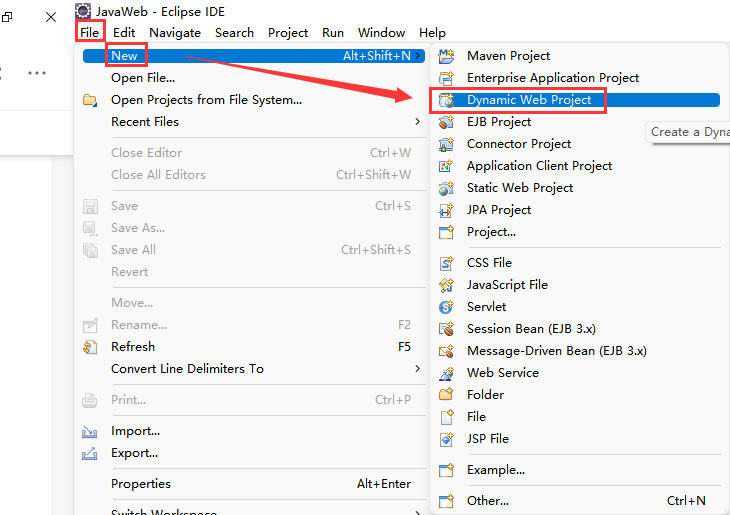 JavaWeb - Eclipse IDE
File Edit Navigate Search Project Run Window Help
New Alt+Shift+N
Open File...
Open Projects from File System...
Recent Files
Close Editor Ctrl+W
Close All Editors Ctrl+Shift+W
Save Ctrl+S
Save As...
Save All Ctrl+Shift+S
Revert
Move...
Rename... F2
Refresh F5
Convert Line Delimiters To
Print... Ctrl+P
Import...
Export...
Properties Alt+Enter
Switch Workspace
Maven Project
Enterprise Application Project
Dynamic Web Project
EJB Project
Create a Dyna
Connector Project
Application Client Project
Static Web Project
JPA Project
Project...
CSS File
JavaScript File
Servlet
Session Bean (EJB 3.x)
Message-Driven Bean (EJB 3.x)
Web Service
Folder
File
JSP File
Example...
Other... Ctrl+N